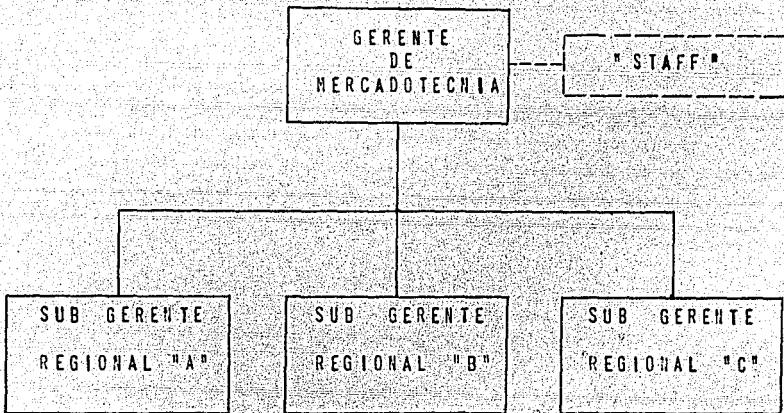 GERENTE
DE
MERCADOTECNIA
"STAFF"
SUB GERENTE
REGIONAL "A"
SUB GERENTE
REGIONAL "B"
SUB GERENTE
REGIONAL "C"